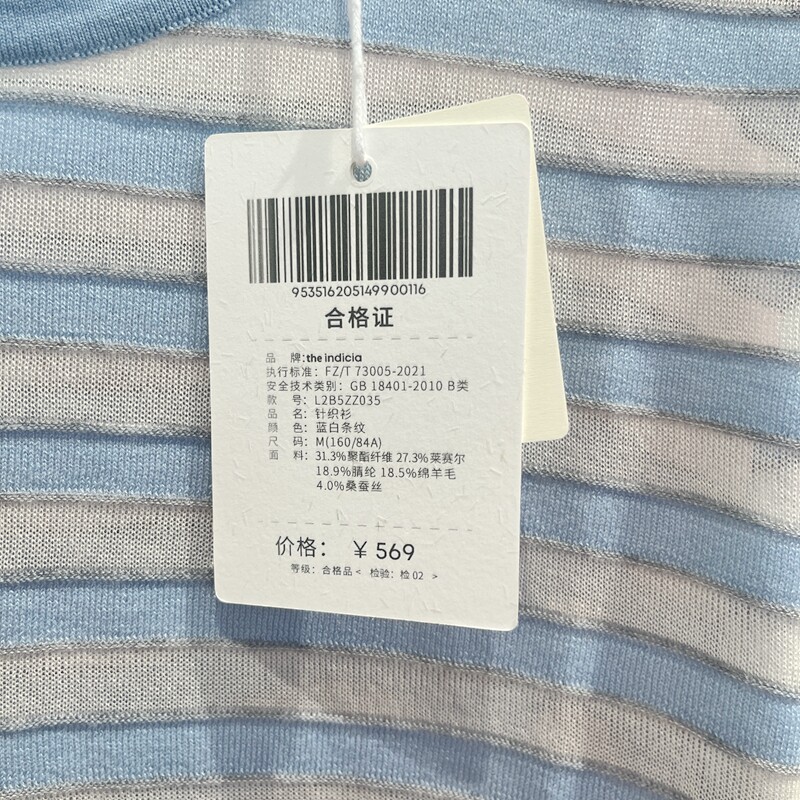 953516205149900116
合格证
品 牌:the indicia
执行标准: FZ/T 73005-2021
安全技术类别: GB 18401-2010 B类
款 号: L2B5ZZ035
品 名: 针织衫
颜 色: 蓝白条纹
尺 码: M(160/84A)
面 料: 31.3%聚酯纤维 27.3%莱赛尔
18.9%腈纶 18.5%绵羊毛
4.0%桑蚕丝
价格: ¥ 569
等级: 合格品 < 检验: 检 02 >